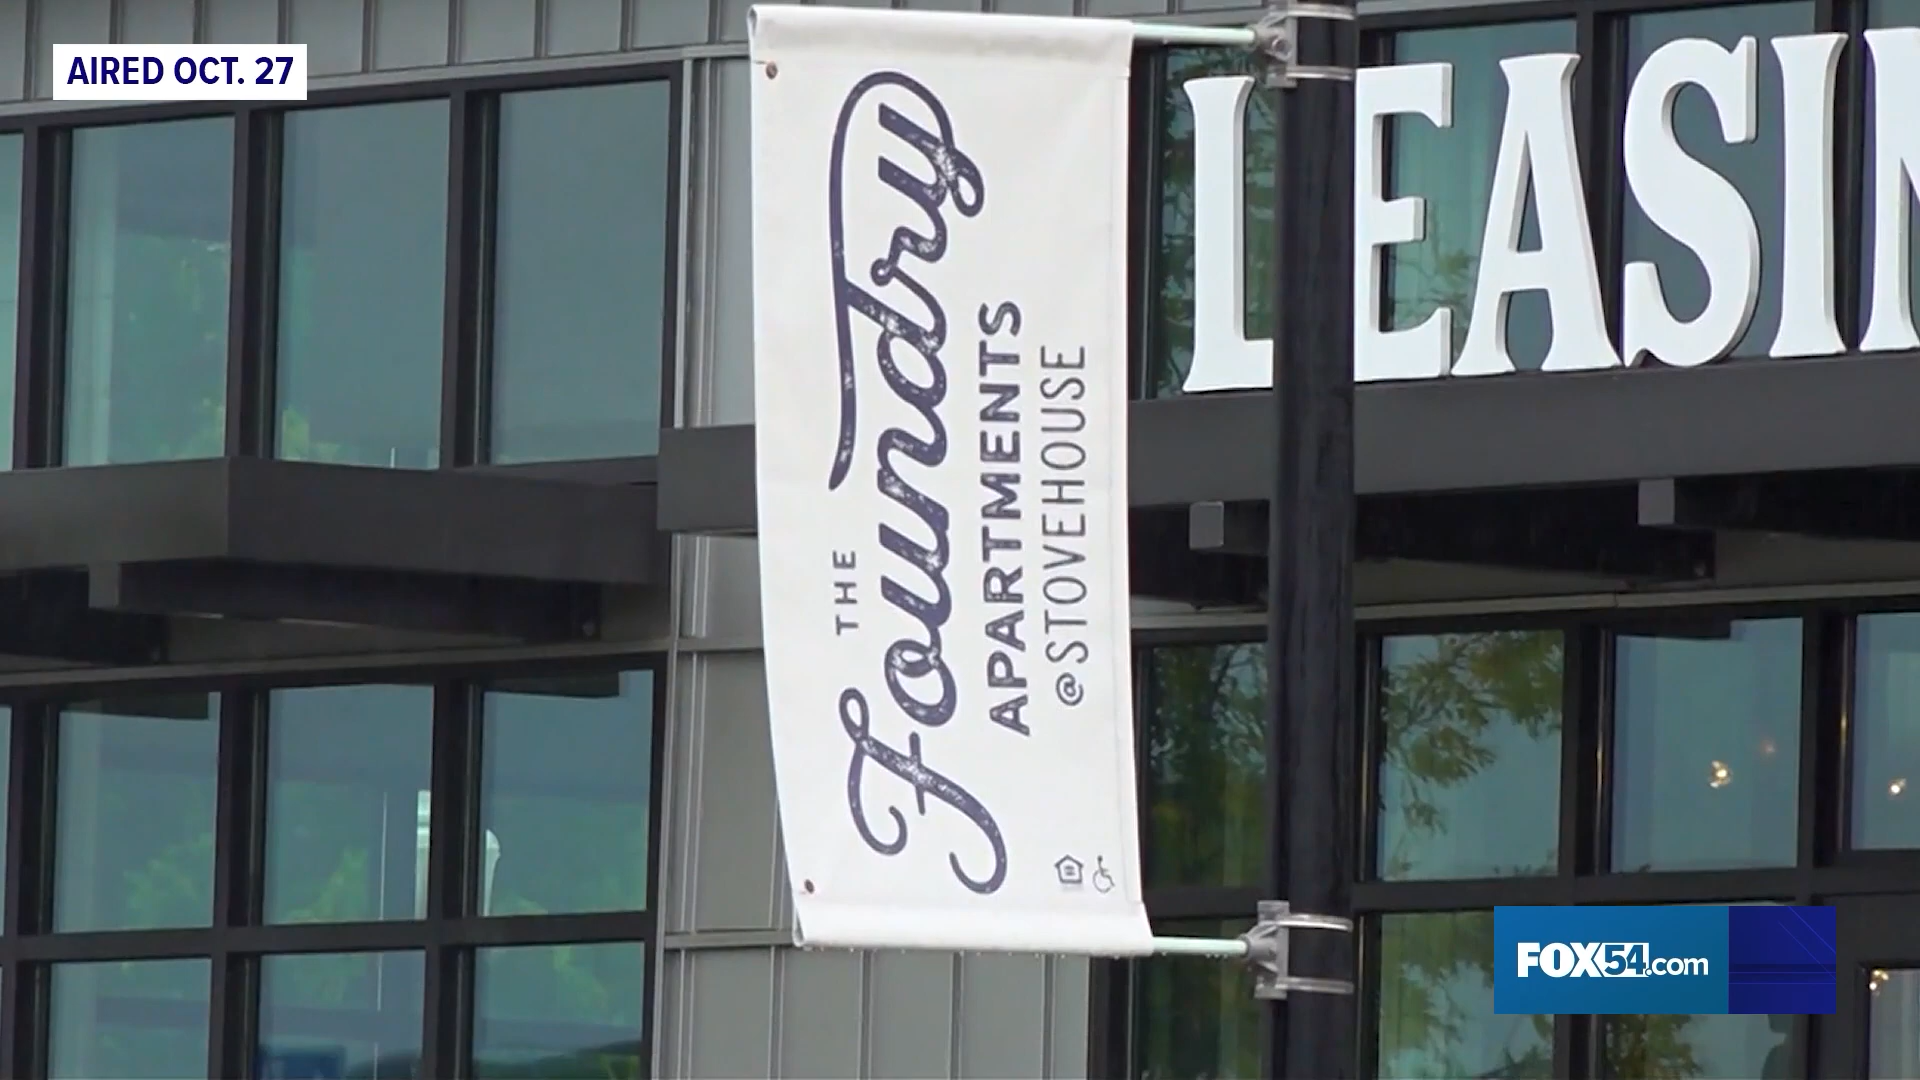 AIRED OCT. 27
THE
Foundry
APARTMENTS
@STOVEHOUSE
LEASIN
FOX54.com